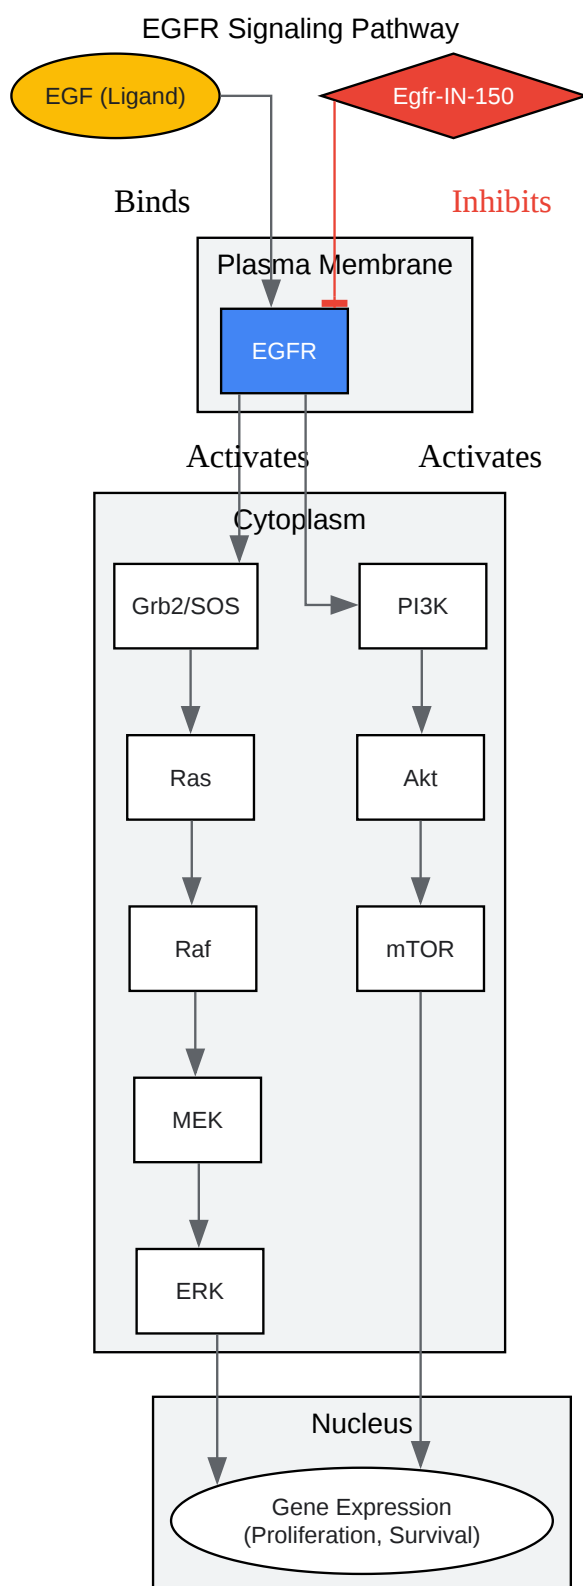 EGFR Signaling Pathway
EGF (Ligand)
Egfr-IN-150
Binds
Inhibits
Plasma Membrane
EGFR
Activates
Activates
Cytoplasm
Grb2/SOS
PI3K
Ras
Akt
Raf
mTOR
MEK
ERK
Nucleus
Gene Expression
(Proliferation, Survival)